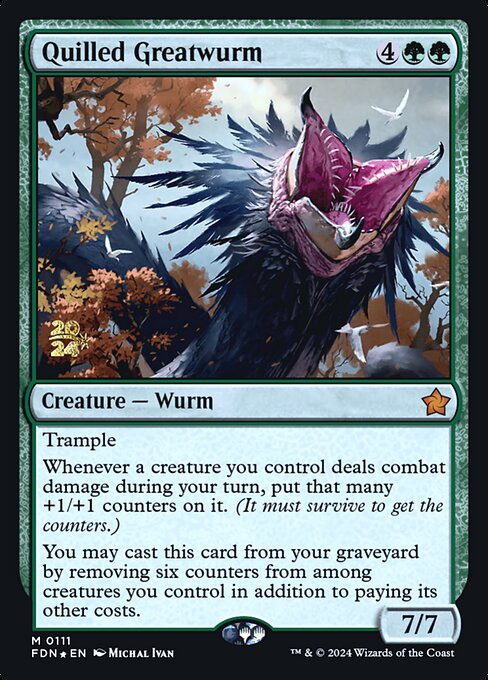 Quilled Greatwurm 4
2024
Creature — Wurm
Trample
Whenever a creature you control deals combat
damage during your turn, put that many
+1/+1 counters on it. (It must survive to get the
counters.)
You may cast this card from your graveyard
by removing six counters from among
creatures you control in addition to paying its
other costs.
7/7
M 0111
FDN★EN Michal Ivan
™ & © 2024 Wizards of the Coast